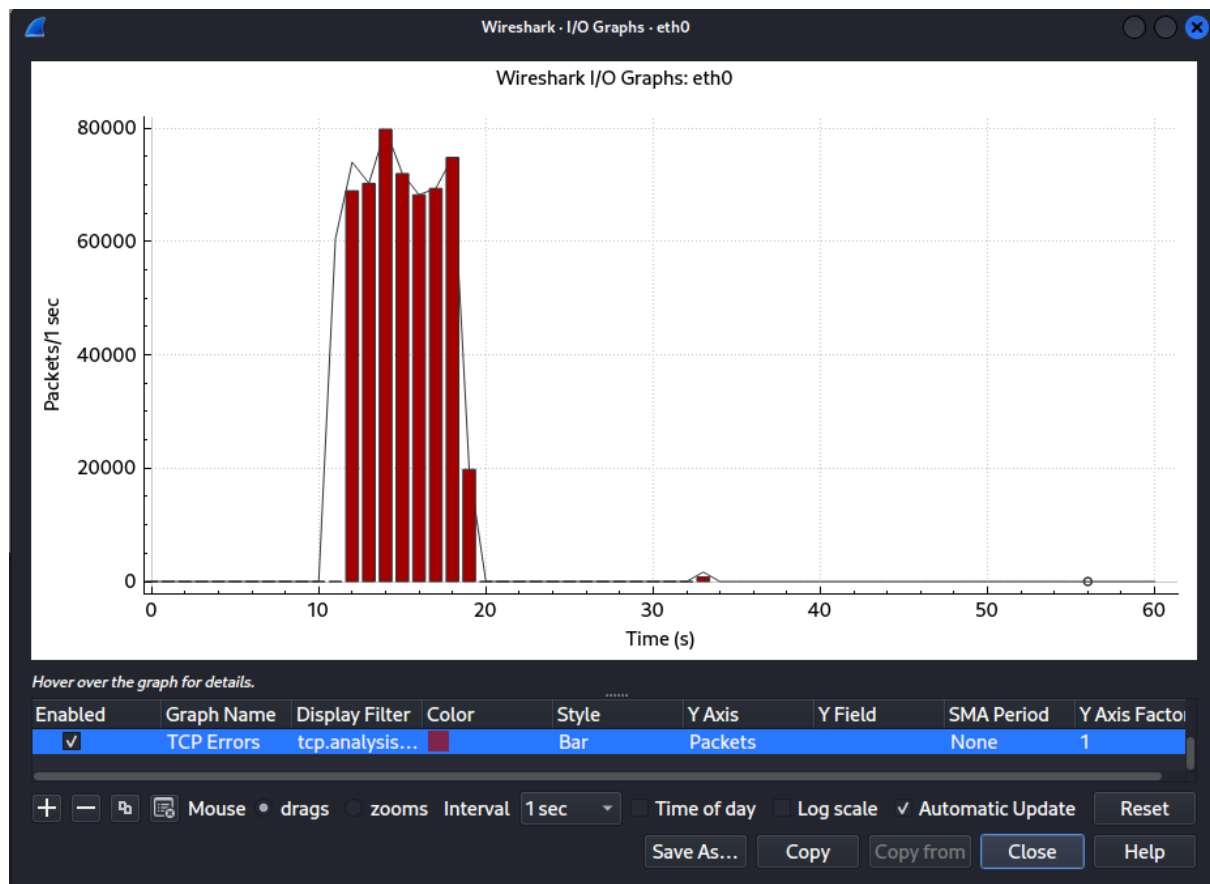 Wireshark · I/O Graphs · eth0
Wireshark I/O Graphs: eth0
80000
60000
40000
20000
0
Packets/1 sec
0 10 20 30 40 50 60
Time (s)
Hover over the graph for details.
Enabled Graph Name Display Filter Color Style Y Axis Y Field SMA Period Y Axis Factor
TCP Errors tcp.analysis... Bar Packets None 1
Mouse drags zooms Interval 1 sec Time of day Log scale Automatic Update Reset
Save As... Copy Copy from Close Help